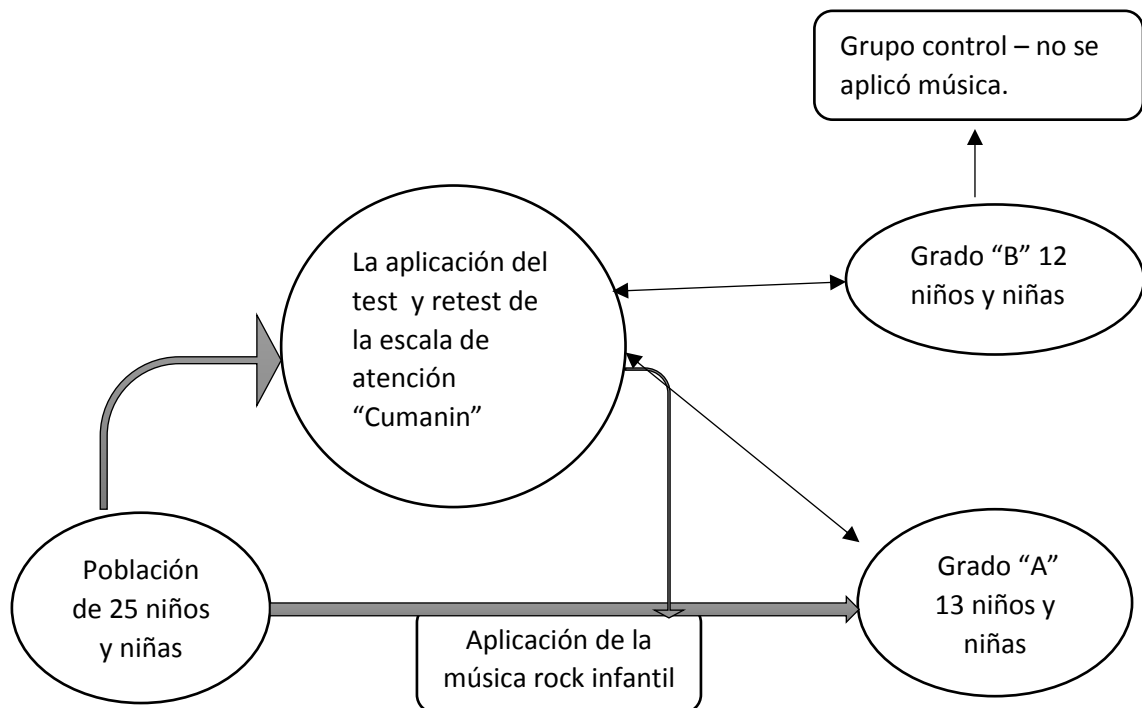 Grupo control – no se
aplicó música.
La aplicación del
test y retest de
la escala de
atención
“Cumanin”
Grado “B” 12
niños y niñas
Población
de 25 niños
y niñas
Aplicación de la
música rock infantil
Grado “A”
13 niños y
niñas